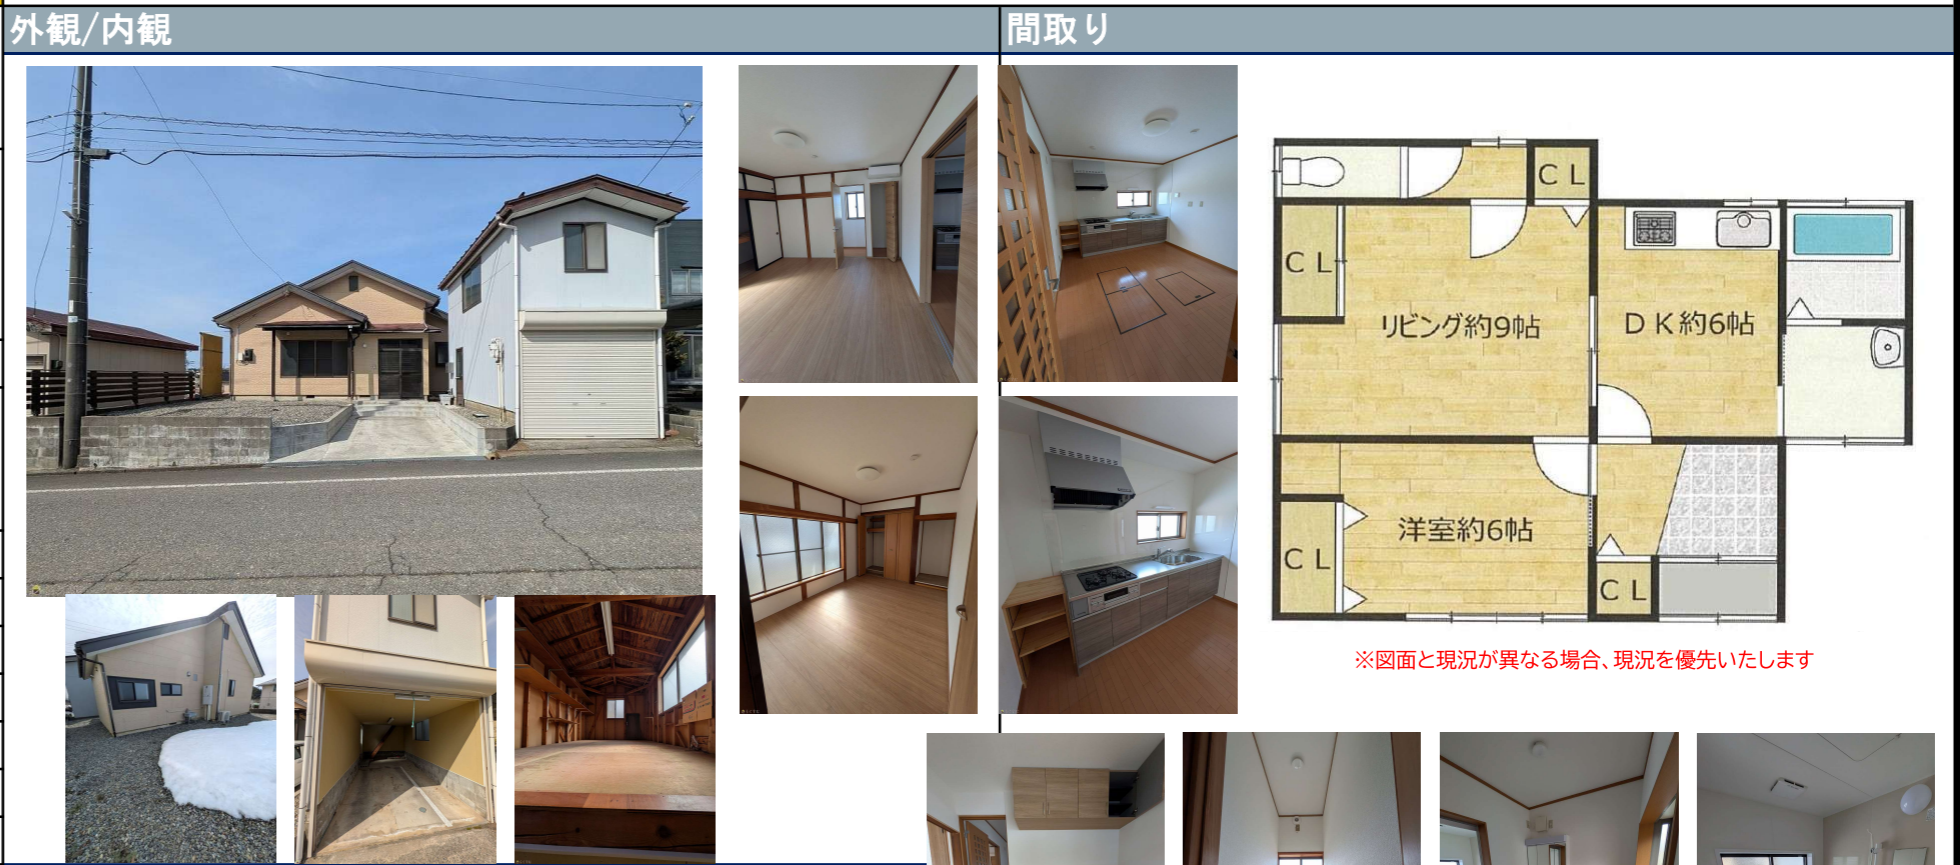 外観/内観
間取り
CL
CL
リビング約9帖
DK約6帖
洋室約6帖
CL
CL
※図面と現況が異なる場合、現況を優先いたします